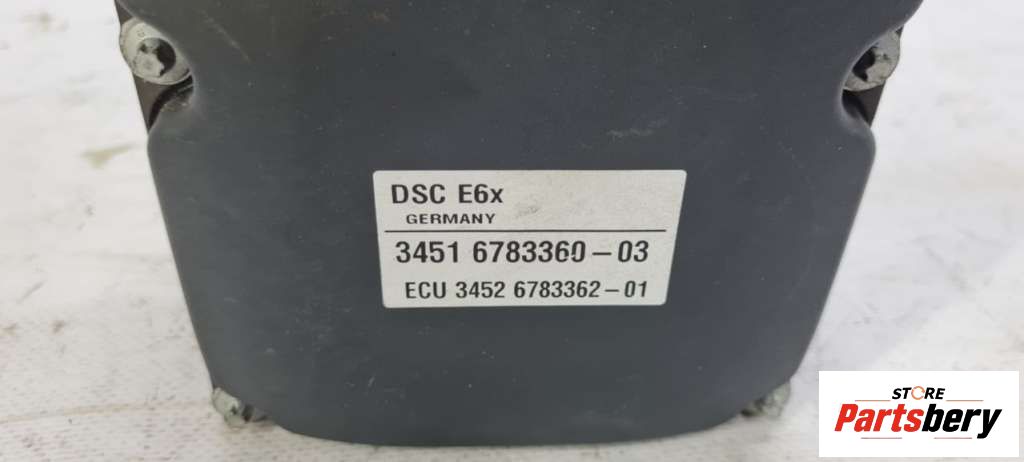 DSC E6x
GERMANY
3451 6783360-03
ECU 3452 6783362-01
STORE
Partsbery